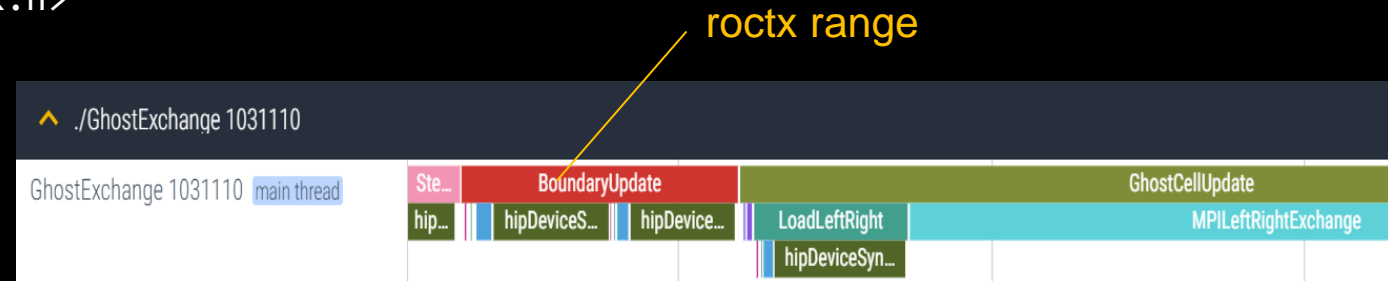 x.h>
roctx range
./GhostExchange 1031110
GhostExchange 1031110 main thread
Ste... BoundaryUpdate GhostCellUpdate
hip... hipDeviceS... hipDevice... LoadLeftRight MPILeftRightExchange
hipDeviceSyn...